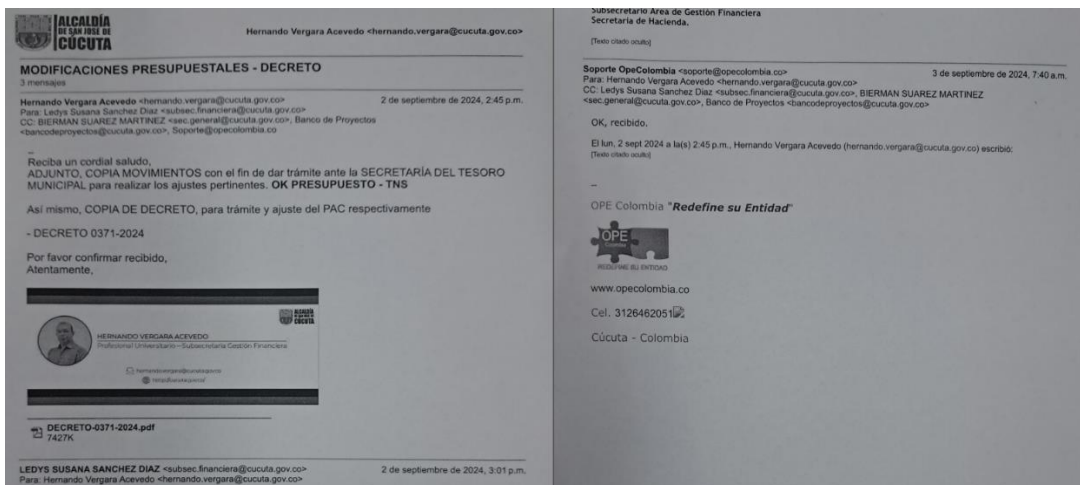 ALCALDÍA
DE SAN JOSÉ DE
CÚCUTA
Hernando Vergara Acevedo <hernando.vergara@cucuta.gov.co>
MODIFICACIONES PRESUPUESTALES - DECRETO
3 mensajes
Hernando Vergara Acevedo <hernando.vergara@cucuta.gov.co> 2 de septiembre de 2024, 2:45 p.m.
Para: Ledys Susana Sanchez Diaz <subsec.financiera@cucuta.gov.co>
CC: BIERMAN SUAREZ MARTINEZ <sec.general@cucuta.gov.co>, Banco de Proyectos
<bancodeproyectos@cucuta.gov.co>, Soporte@opecolombia.co
--
Reciba un cordial saludo,
ADJUNTO, COPIA MOVIMIENTOS con el fin de dar trámite ante la SECRETARÍA DEL TESORO
MUNICIPAL para realizar los ajustes pertinentes. OK PRESUPUESTO - TNS
Así mismo, COPIA DE DECRETO, para trámite y ajuste del PAC respectivamente
- DECRETO 0371-2024
Por favor confirmar recibido,
Atentamente,
ALCALDÍA
CÚCUTA
HERNANDO VERGARA ACEVEDO
Profesional Universitario – Subsecretaria Gestión Financiera
DECRETO-0371-2024.pdf
7427K
LEDYS SUSANA SANCHEZ DIAZ <subsec.financiera@cucuta.gov.co> 2 de septiembre de 2024, 3:01 p.m.
Para: Hernando Vergara Acevedo <hernando.vergara@cucuta.gov.co>
Subsecretario Área de Gestión Financiera
Secretaría de Hacienda.
[Texto citado oculto]
Soporte OpeColombia <soporte@opecolombia.co> 3 de septiembre de 2024, 7:40 a.m.
Para: Hernando Vergara Acevedo <hernando.vergara@cucuta.gov.co>
CC: Ledys Susana Sanchez Diaz <subsec.financiera@cucuta.gov.co>, BIERMAN SUAREZ MARTINEZ
<sec.general@cucuta.gov.co>, Banco de Proyectos <bancodeproyectos@cucuta.gov.co>
OK, recibido.
El lun, 2 sept 2024 a la(s) 2:45 p.m., Hernando Vergara Acevedo (hernando.vergara@cucuta.gov.co) escribió:
[Texto citado oculto]
--
OPE Colombia "Redefine su Entidad"
OPE
Colombia
REDEFINE SU ENTIDAD
www.opecolombia.co
Cel. 3126462051
Cúcuta - Colombia